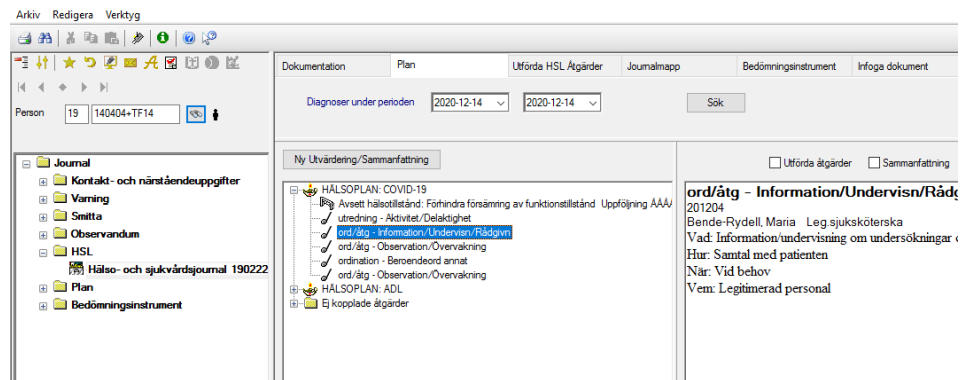 Arkiv Redigera Verktyg
Person 19 140404+TF14
Journal
Kontakt- och närståendeuppgifter
Varning
Smitta
Observandum
HSL
Hälso- och sjukvårdsjournal 190222
Plan
Bedömningsinstrument
Dokumentation Plan Utförda HSL Åtgärder Journalmapp Bedömningsinstrument Infoga dokument
Diagnoser under perioden 2020-12-14 2020-12-14 Sök
Ny Utvärdering/Sammanfattning
HÄLSOPLAN: COVID-19
Avsett hälsotillstånd: Förhindra försämring av funktionstillstånd Uppföljning ÅÅÅ
utredning - Aktivitet/Delaktighet
ord/åtg - Information/Undervisn/Rådgivn
ord/åtg - Observation/Övervakning
ordination - Beroendeord annat
ord/åtg - Observation/Övervakning
HÄLSOPLAN: ADL
Ej kopplade åtgärder
Utförda åtgärder Sammanfattning
ord/åtg - Information/Undervisn/Rådg
201204
Bende-Rydell, Maria Leg.sjuksköterska
Vad: Information/undervisning om undersökningar
Hur: Samtal med patienten
När: Vid behov
Vem: Legitimerad personal